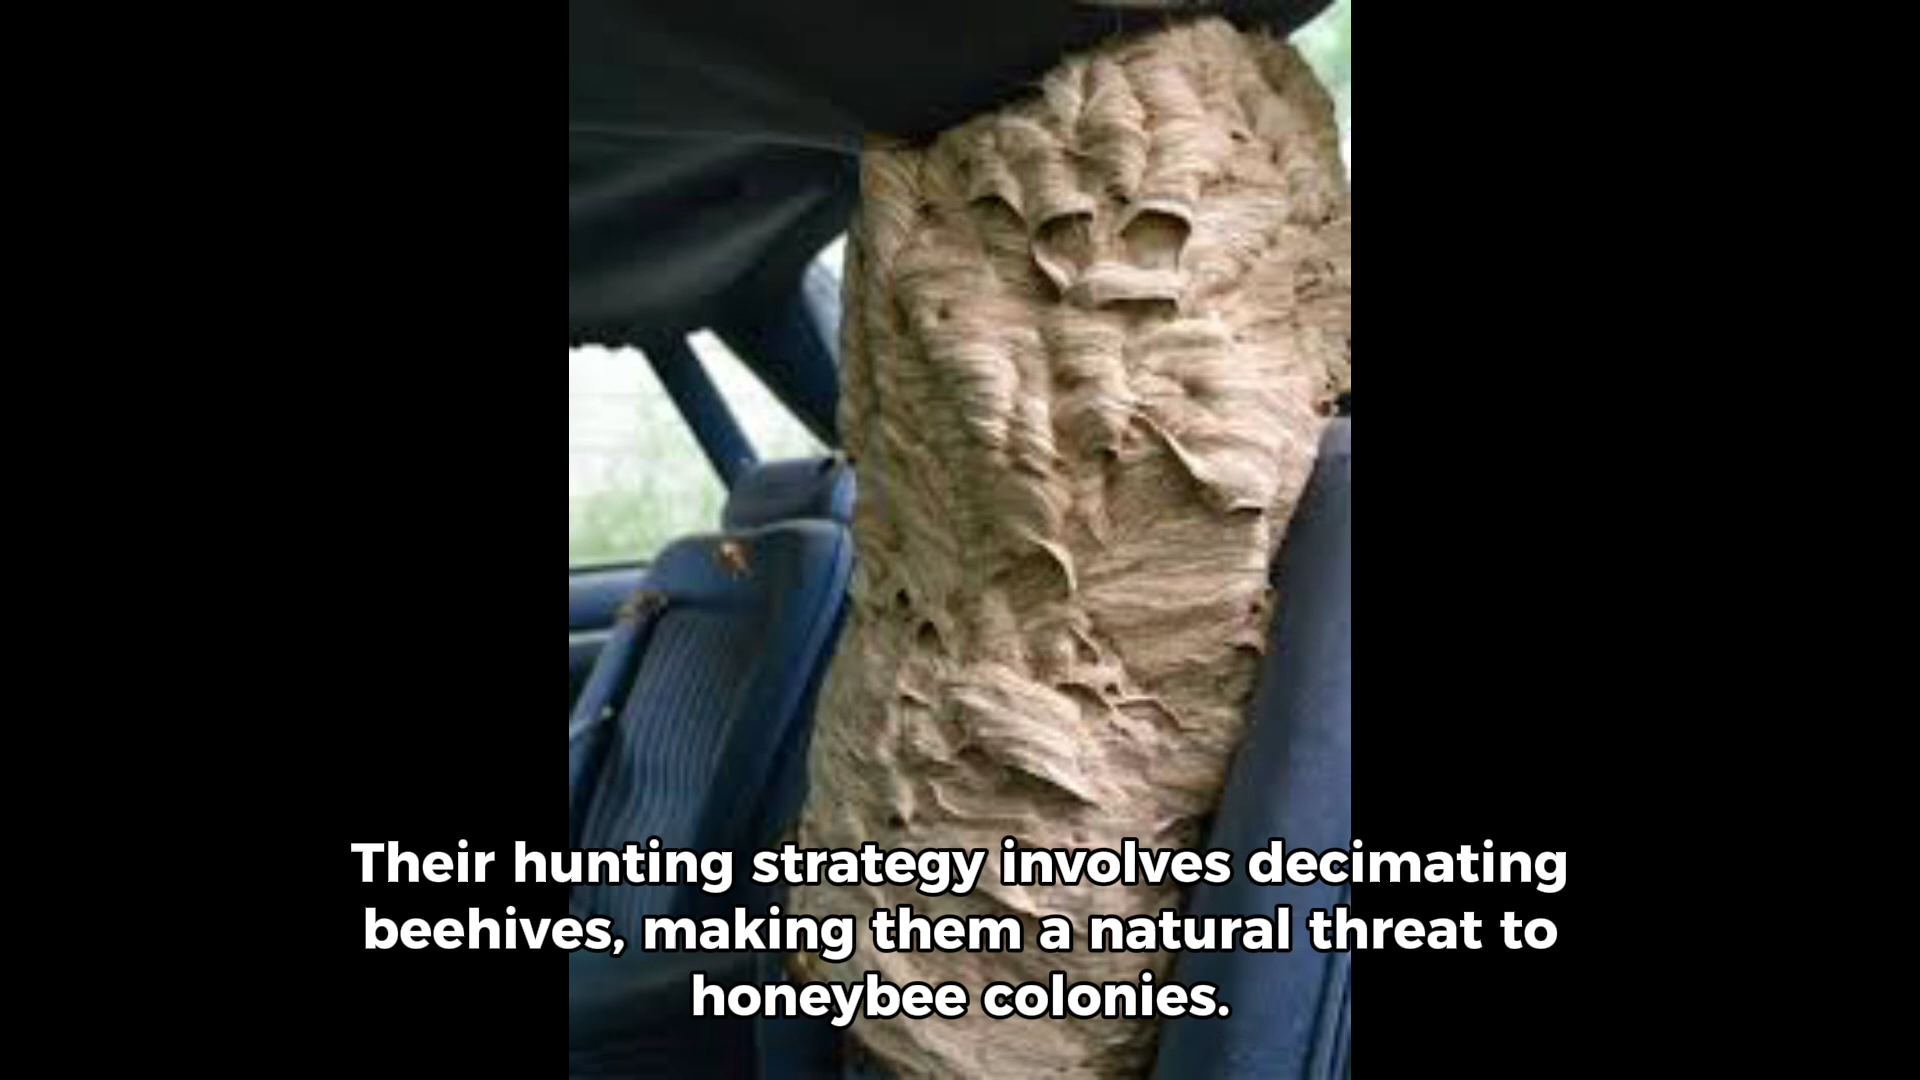 Their hunting strategy involves decimating
beehives, making them a natural threat to
honeybee colonies.